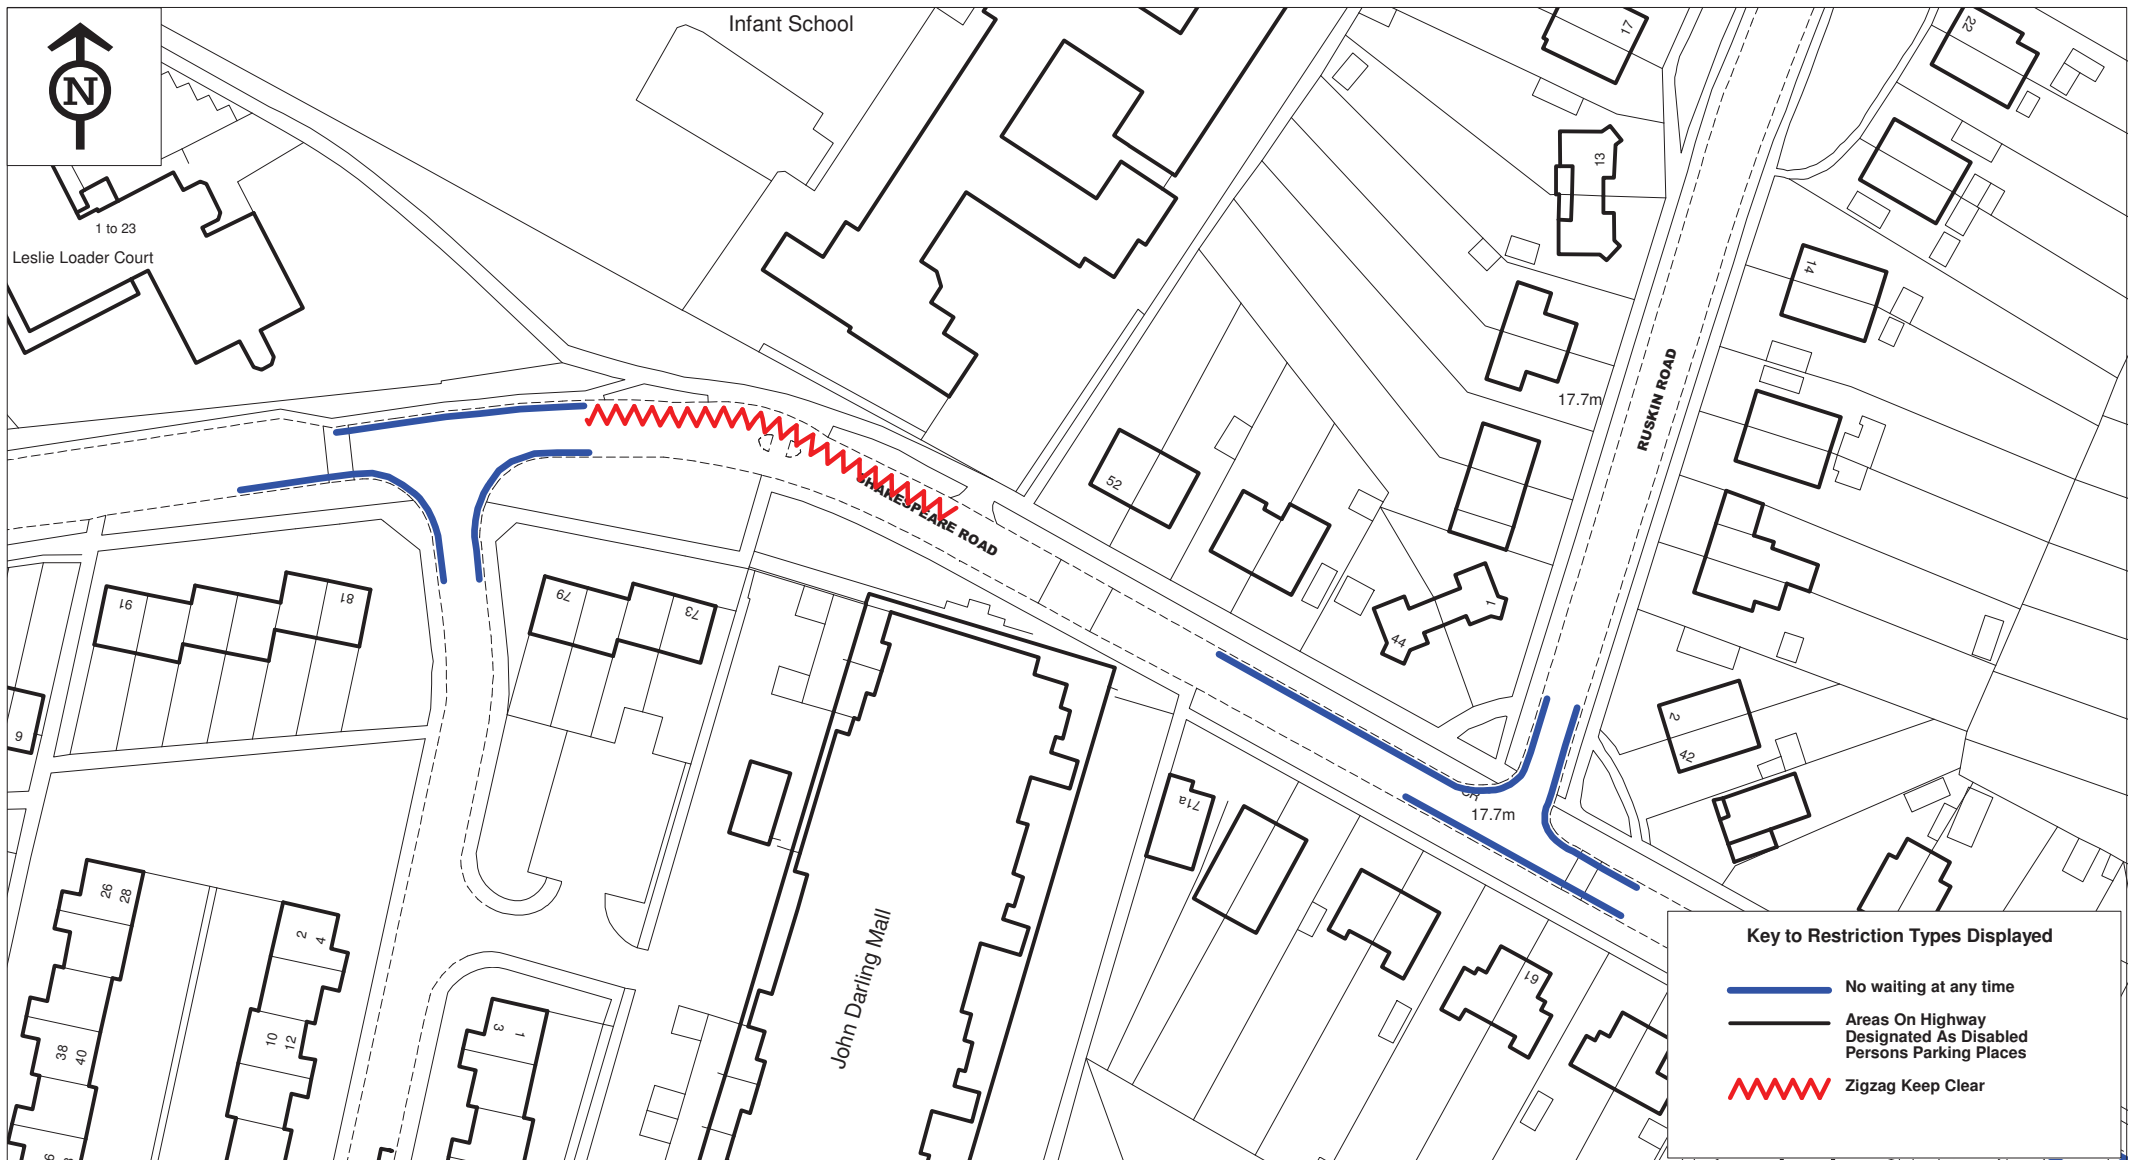 N
Infant School
17
22
13
1 to 23
Leslie Loader Court
14
17.7m
RUSKIN ROAD
52
SHAKESPEARE ROAD
1
44
91
81
79
73
2
42
9
71a
CR
17.7m
26
28
2
4
John Darling Mall
61
3
1
10
12
38
40
Key to Restriction Types Displayed
No waiting at any time
Areas On Highway
Designated As Disabled
Persons Parking Places
Zigzag Keep Clear